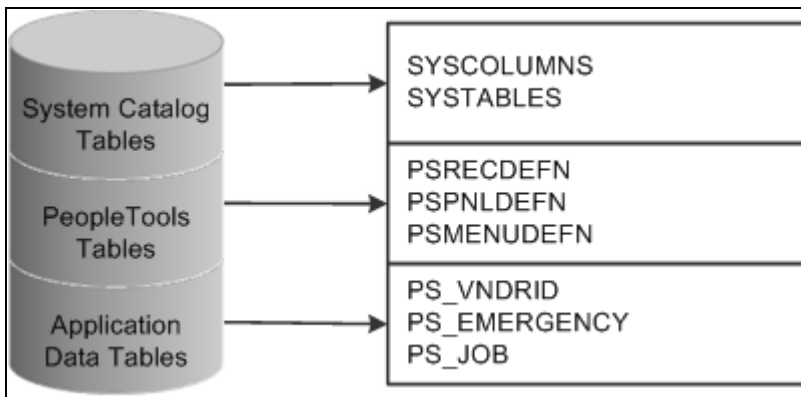 System Catalog
Tables
SYSCOLUMNS
SYSTABLES
PeopleTools
Tables
PSRECDEFN
PSPNLDEFN
PSMENUDEFN
Application
Data Tables
PS_VNDRID
PS_EMERGENCY
PS_JOB